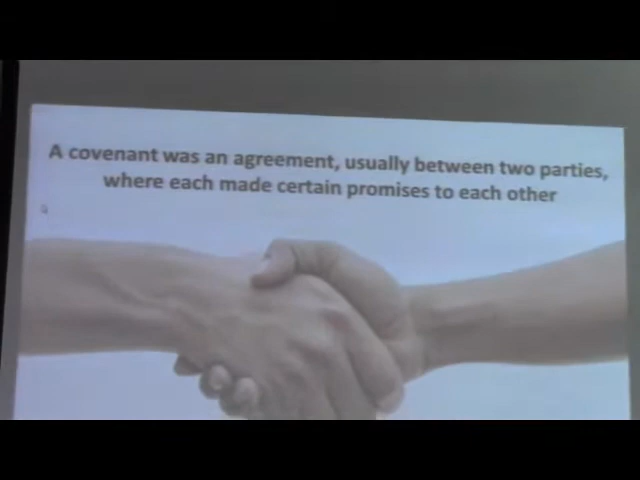 A covenant was an agreement, usually between two parties,
where each made certain promises to each other